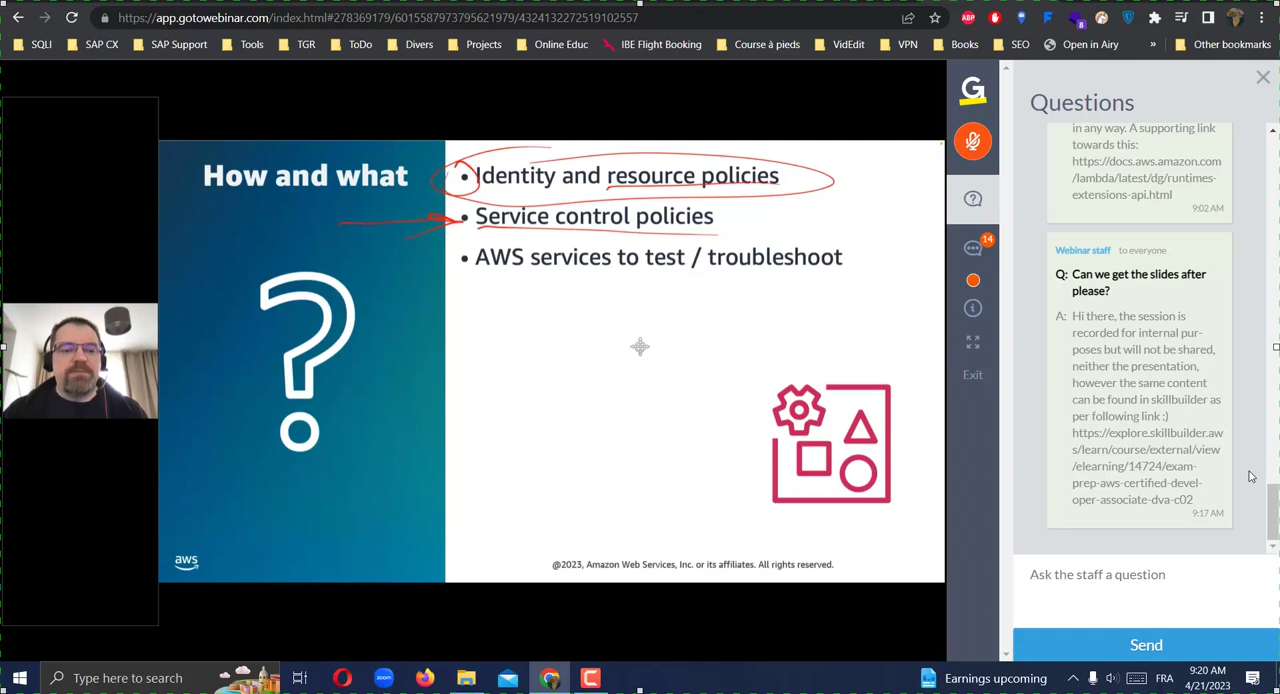 https://app.gotowebinar.com/index.html#278369179/6015587973795621979/4324132272519102557
ABP
8
SQLI
SAP CX
SAP Support
Tools
TGR
ToDo
Divers
Projects
Online Educ
IBE Flight Booking
Course à pieds
VidEdit
VPN
Books
SEO
Open in Airy
»
Other bookmarks
How and what
• Identity and resource policies
• Service control policies
• AWS services to test / troubleshoot
?
aws
@2023, Amazon Web Services, Inc. or its affiliates. All rights reserved.
G
14
Exit
Questions
in any way. A supporting link
towards this:
https://docs.aws.amazon.com
/lambda/latest/dg/runtimes-
extensions-api.html
9:02 AM
Webinar staff to everyone
Q: Can we get the slides after
please?
A: Hi there, the session is
recorded for internal pur-
poses but will not be shared,
neither the presentation,
however the same content
can be found in skillbuilder as
per following link :)
https://explore.skillbuilder.aw
s/learn/course/external/view
/elearning/14724/exam-
prep-aws-certified-devel-
oper-associate-dva-c02
9:17 AM
Ask the staff a question
Send
Type here to search
zoom
Earnings upcoming
FRA
9:20 AM
4/21/2023